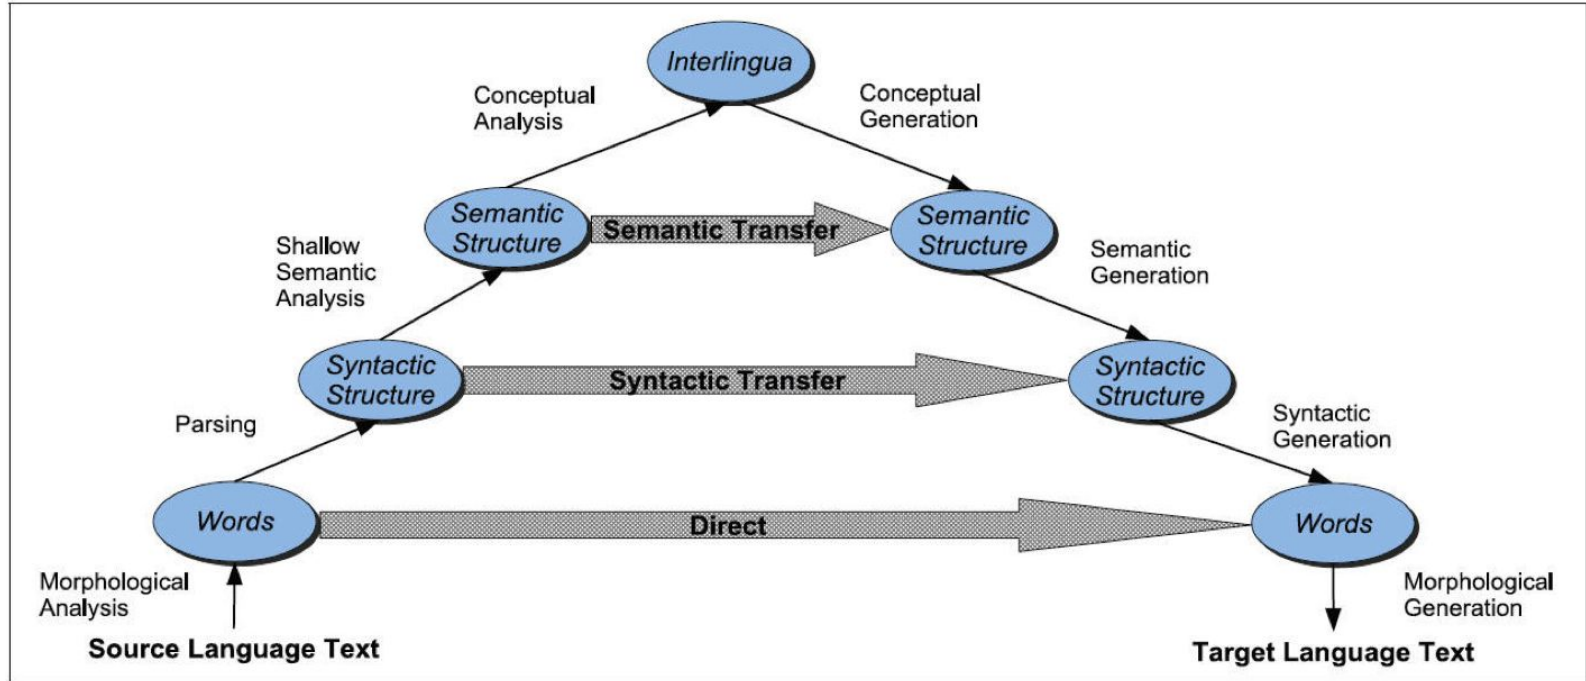 Interlingua
Conceptual
Analysis
Conceptual
Generation
Semantic
Structure
Semantic Transfer
Semantic
Structure
Shallow
Semantic
Analysis
Semantic
Generation
Syntactic
Structure
Syntactic Transfer
Syntactic
Structure
Parsing
Syntactic
Generation
Words
Direct
Words
Morphological
Analysis
Morphological
Generation
Source Language Text
Target Language Text